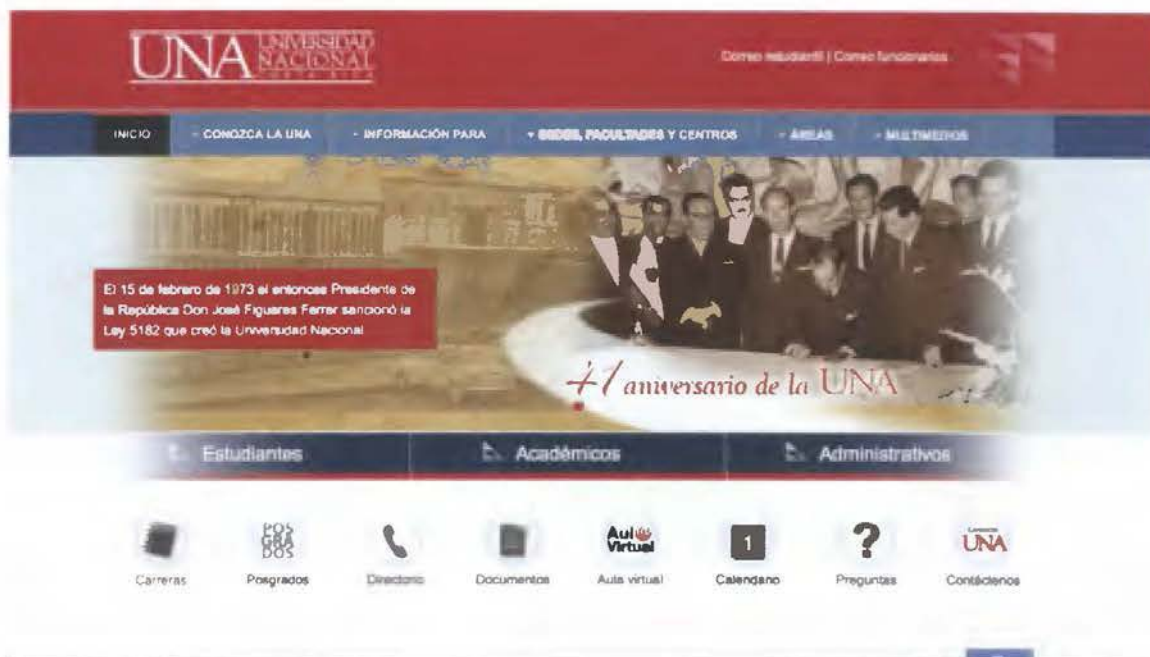 UNA UNIVERSIDAD
NACIONAL
COSTA RICA
Correo estudiantil | Correo funcionarios
INICIO
CONOZCA LA UNA
INFORMACIÓN PARA
SEDES, FACULTADES Y CENTROS
ÁREAS
MULTIMEDIOS
El 15 de febrero de 1973 el entonces Presidente de
la República Don José Figueres Ferrer sancionó la
Ley 5182 que creó la Universidad Nacional
41 aniversario de la UNA
Estudiantes
Académicos
Administrativos
POS
GRA
DOS
Aul
Virtual
1
?
UNA
Carreras
Posgrados
Directorio
Documentos
Aula virtual
Calendario
Preguntas
Contáctenos